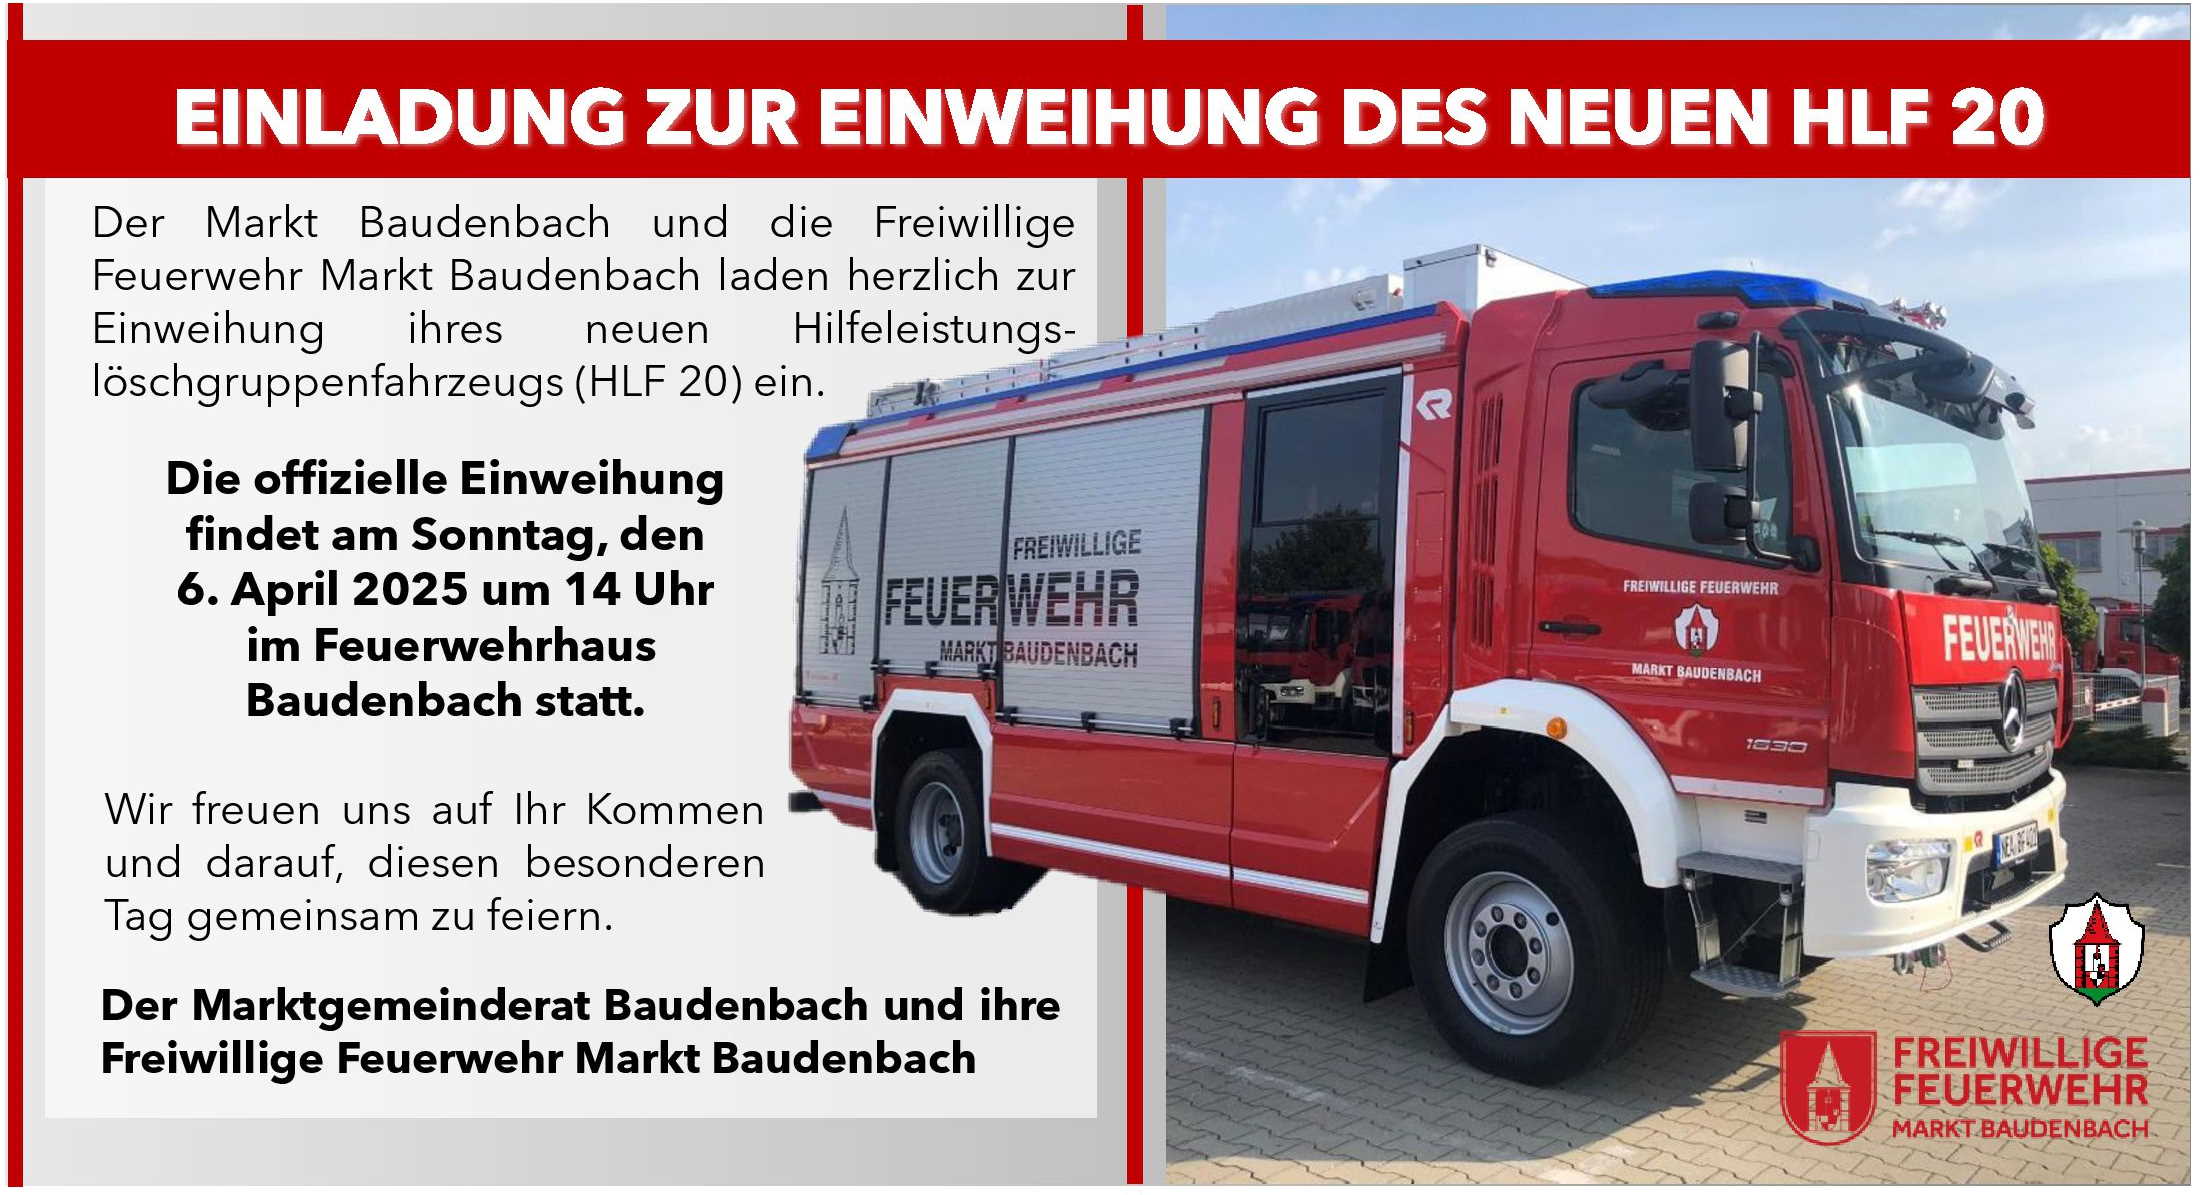 EINLADUNG ZUR EINWEIHUNG DES NEUEN HLF 20
Der Markt Baudenbach und die Freiwillige
Feuerwehr Markt Baudenbach laden herzlich zur
Einweihung ihres neuen Hilfeleistungs-
löschgruppenfahrzeugs (HLF 20) ein.
Die offizielle Einweihung
findet am Sonntag, den
6. April 2025 um 14 Uhr
im Feuerwehrhaus
Baudenbach statt.
Wir freuen uns auf Ihr Kommen
und darauf, diesen besonderen
Tag gemeinsam zu feiern.
Der Marktgemeinderat Baudenbach und ihre
Freiwillige Feuerwehr Markt Baudenbach
FREIWILLIGE
FEUERWEHR
MARKT BAUDENBACH
FREIWILLIGE FEUERWEHR
MARKT BAUDENBACH
1630
FEUERWEHR
FREIWILLIGE
FEUERWEHR
MARKT BAUDENBACH